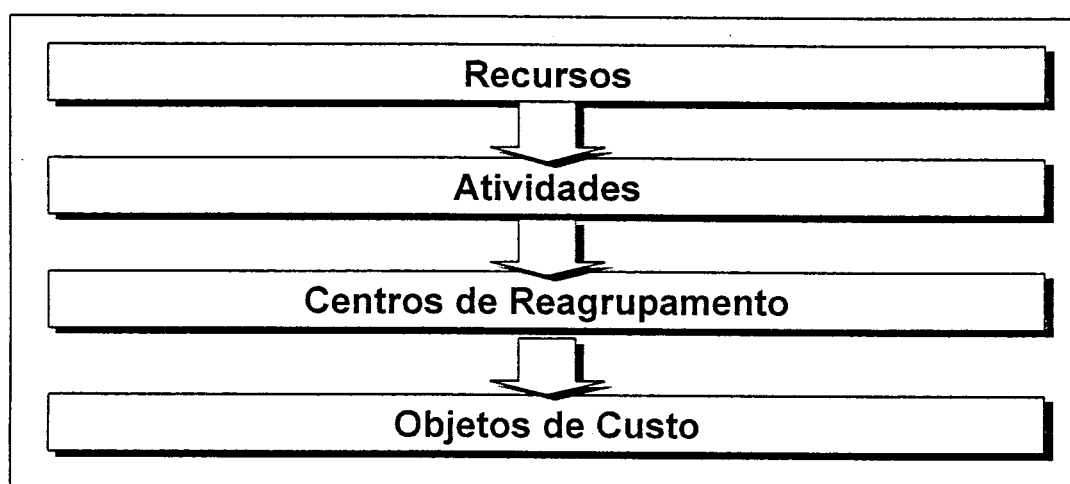 Recursos
Atividades
Centros de Reagrupamento
Objetos de Custo